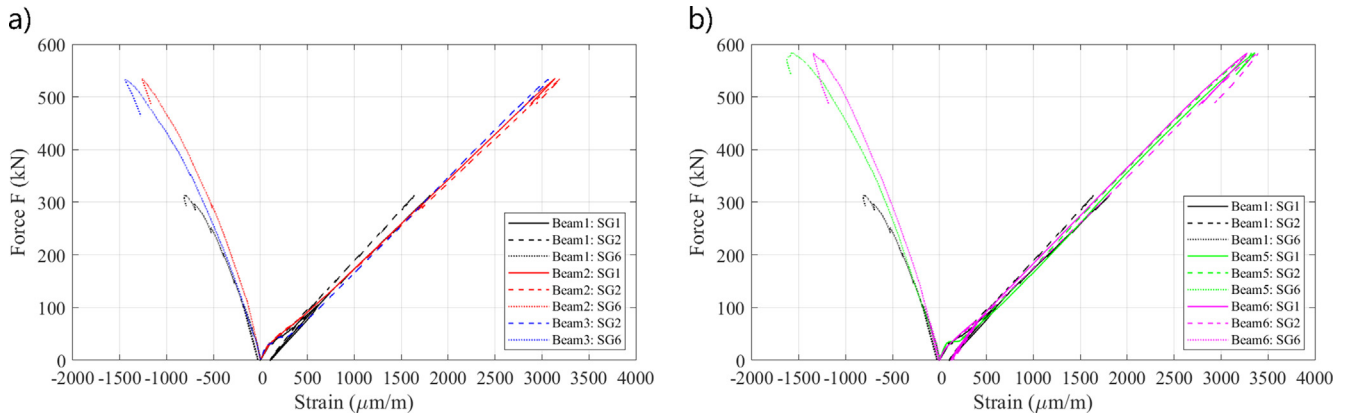 a)
600
500
400
300
200
100
0
Force F (kN)
-2000 -1500 -1000 -500 0 500 1000 1500 2000 2500 3000 3500 4000
Strain (μm/m)
Beam1: SG1
Beam1: SG2
Beam1: SG6
Beam2: SG1
Beam2: SG2
Beam2: SG6
Beam3: SG2
Beam3: SG6
b)
600
500
400
300
200
100
0
Force F (kN)
-2000 -1500 -1000 -500 0 500 1000 1500 2000 2500 3000 3500 4000
Strain (μm/m)
Beam1: SG1
Beam1: SG2
Beam1: SG6
Beam5: SG1
Beam5: SG2
Beam5: SG6
Beam6: SG1
Beam6: SG2
Beam6: SG6